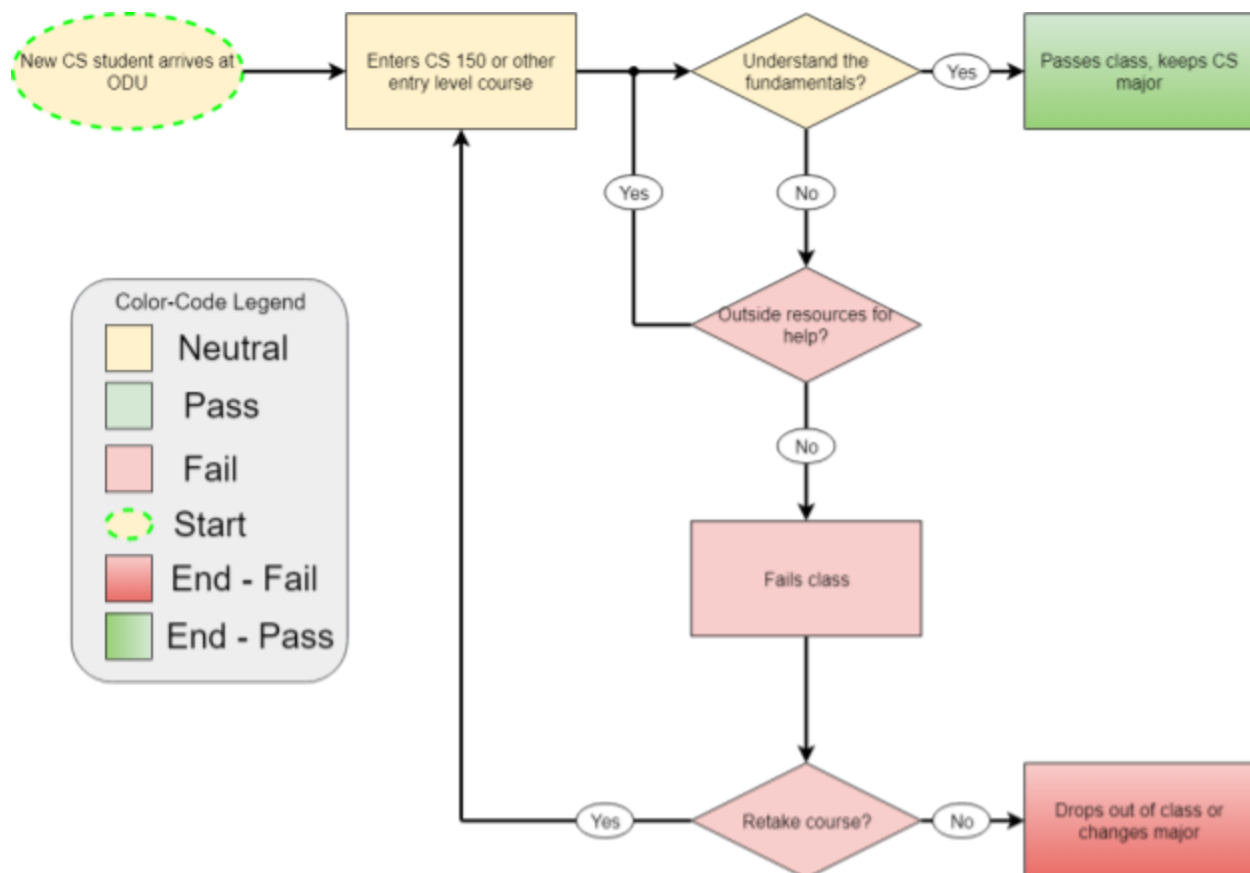 New CS student arrives at
ODU
Enters CS 150 or other
entry level course
Understand the
fundamentals?
Yes
Passes class, keeps CS
major
Yes
No
Outside resources for
help?
No
Fails class
Retake course?
Yes
No
Drops out of class or
changes major
Color-Code Legend
Neutral
Pass
Fail
Start
End - Fail
End - Pass